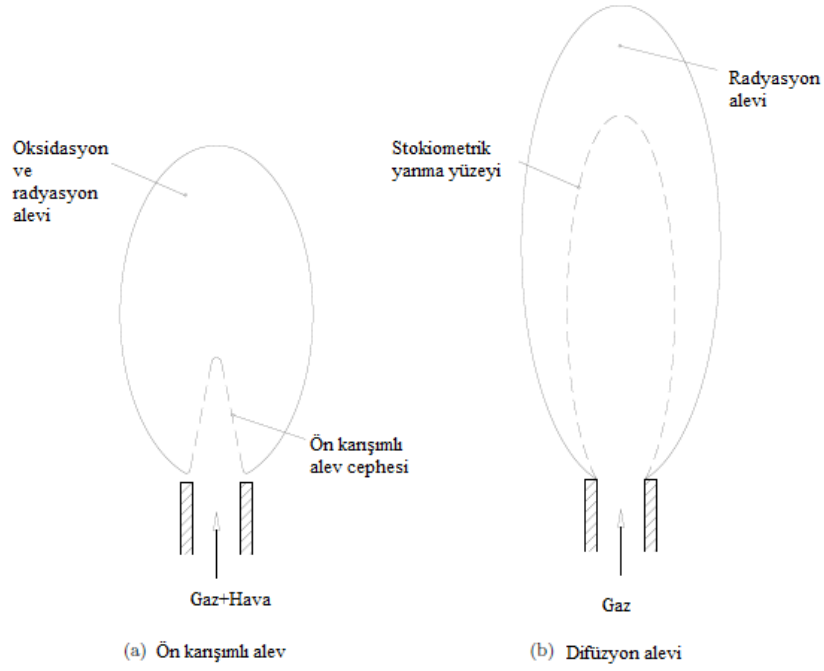 Oksidasyon
ve
radyasyon
alevi
Ön karışımlı
alev cephesi
Gaz+Hava
(a) Ön karışımlı alev
Radyasyon
alevi
Stokiometrik
yanma yüzeyi
Gaz
(b) Difüzyon alevi